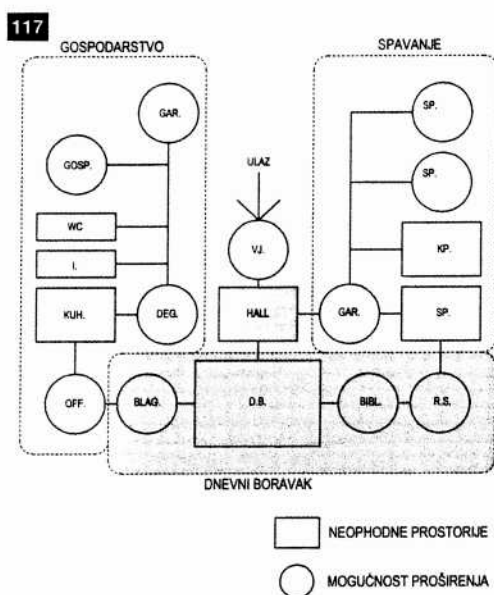 117
GOSPODARSTVO
SPAVANJE
GAR.
SP.
GOSP.
ULAZ
SP.
WC
V.J.
KP.
I.
KUH.
DEG.
HALL
GAR.
SP.
OFF.
BLAG.
D.B.
BIBL.
R.S.
DNEVNI BORAVAK
NEOPHODNE PROSTORIJE
MOGUĆNOST PROŠIRENJA